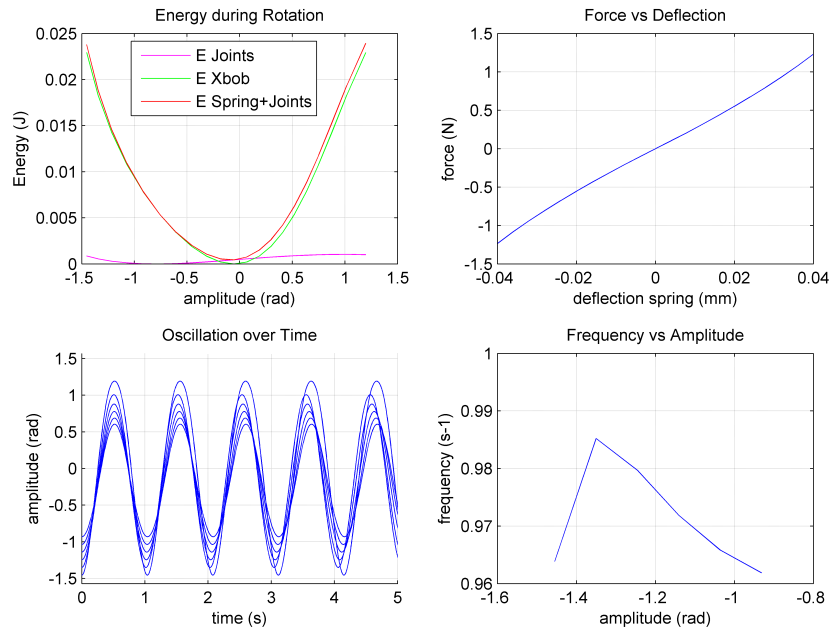 Energy during Rotation
0.025
0.02
0.015
0.01
0.005
0
Energy (J)
E Joints
E Xbob
E Spring+Joints
-1.5 -1 -0.5 0 0.5 1 1.5
amplitude (rad)
Force vs Deflection
1.5
1
0.5
0
-0.5
-1
-1.5
force (N)
-0.04 -0.02 0 0.02 0.04
deflection spring (mm)
Oscillation over Time
1.5
1
0.5
0
-0.5
-1
-1.5
amplitude (rad)
0 1 2 3 4 5
time (s)
Frequency vs Amplitude
1
0.99
0.98
0.97
0.96
frequency (s-1)
-1.6 -1.4 -1.2 -1 -0.8
amplitude (rad)